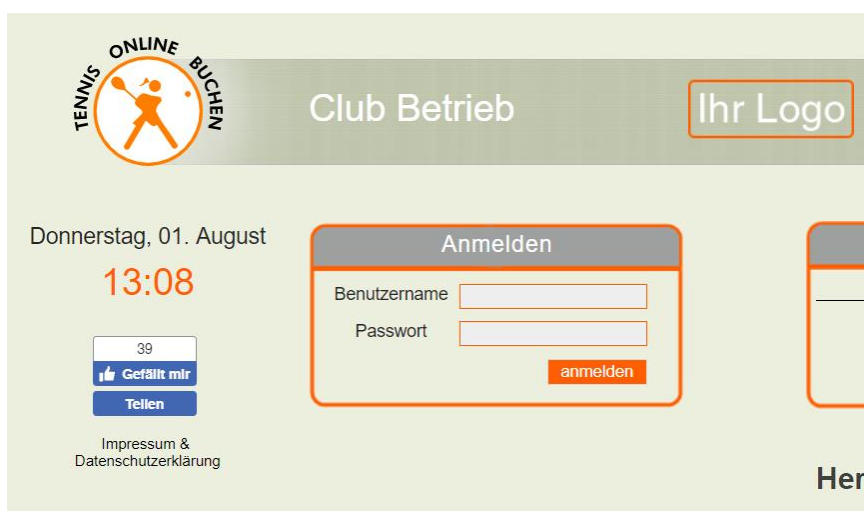 TENNIS ONLINE BUCHEN
Club Betrieb
Ihr Logo
Donnerstag, 01. August
13:08
39
Gefällt mir
Teilen
Impressum &
Datenschutzerklärung
Anmelden
Benutzername
Passwort
anmelden